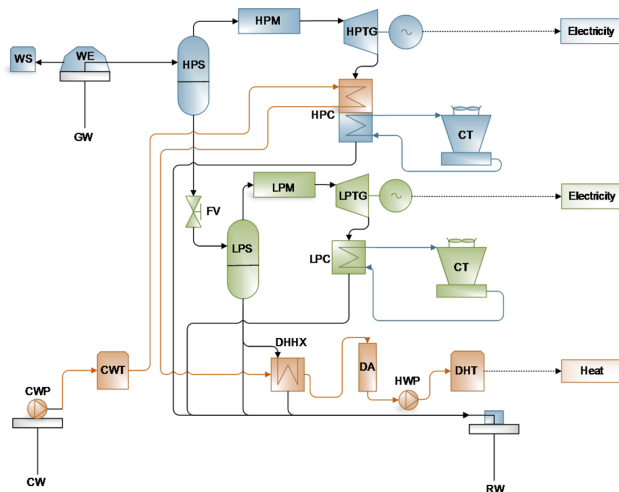 HPM
HPTG
Electricity
WS
WE
HPS
GW
HPC
CT
LPM
LPTG
Electricity
FV
LPS
LPC
CT
DHHX
CWT
DA
DHT
Heat
CWP
HWP
CW
RW